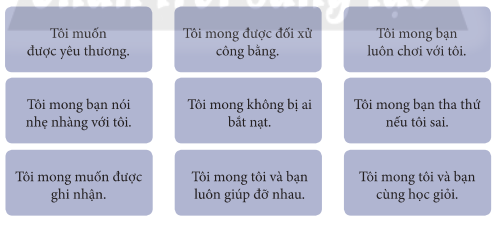 Tôi muốn
được yêu thương.
Tôi mong được đối xử
công bằng.
Tôi mong bạn
luôn chơi với tôi.
Tôi mong bạn nói
nhẹ nhàng với tôi.
Tôi mong không bị ai
bắt nạt.
Tôi mong bạn tha thứ
nếu tôi sai.
Tôi mong muốn được
ghi nhận.
Tôi mong tôi và bạn
luôn giúp đỡ nhau.
Tôi mong tôi và bạn
cùng học giỏi.